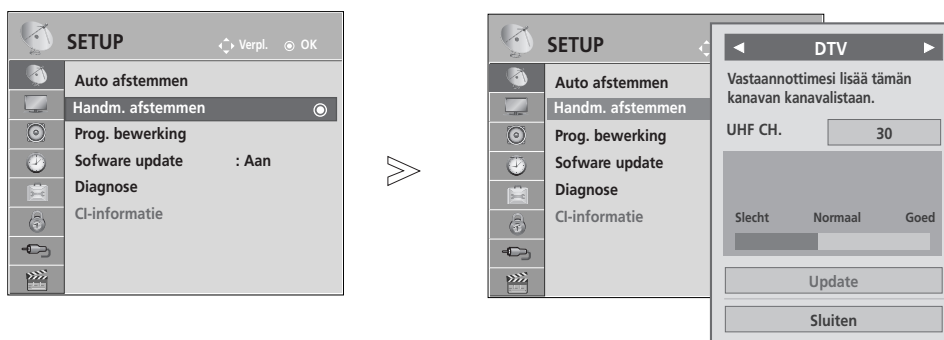 SETUP
Verpl. OK
Auto afstemmen
Handm. afstemmen
Prog. bewerking
Sofware update : Aan
Diagnose
CI-informatie
SETUP
Auto afstemmen
Handm. afstemmen
Prog. bewerking
Sofware update
Diagnose
CI-informatie
DTV
Vastaannottimesi lisää tämän
kanavan kanavalistaan.
UHF CH. 30
Slecht Normaal Goed
Update
Sluiten